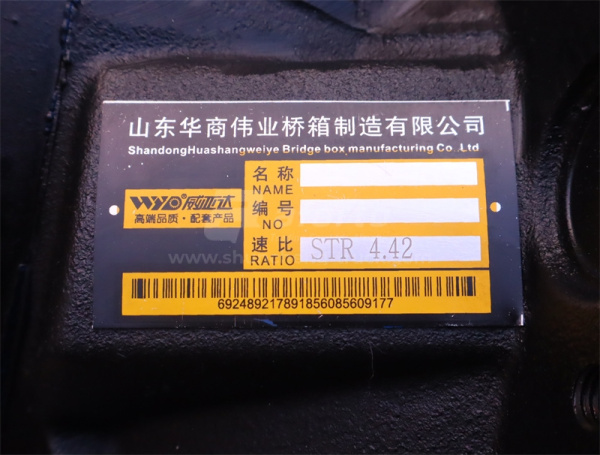 山东华商伟业桥箱制造有限公司
ShandongHuashangweiye Bridge box manufacturing Co .Ltd
名称
NAME
编号
NO
速比
RATIO
STR 4.42
WYD
高端品质·配套产品
692489217891856085609177